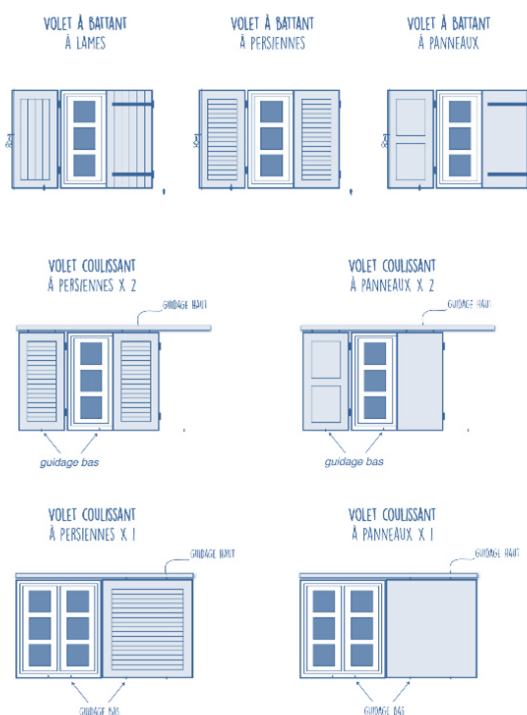 VOLET À BATTANT
À LAMES
VOLET À BATTANT
À PERSIENNES
VOLET À BATTANT
À PANNEAUX
VOLET COULISSANT
À PERSIENNES X 2
GUIDAGE HAUT
guidage bas
VOLET COULISSANT
À PANNEAUX X 2
GUIDAGE HAUT
guidage bas
VOLET COULISSANT
À PERSIENNES X 1
GUIDAGE HAUT
GUIDAGE BAS
VOLET COULISSANT
À PANNEAUX X 1
GUIDAGE HAUT
GUIDAGE BAS